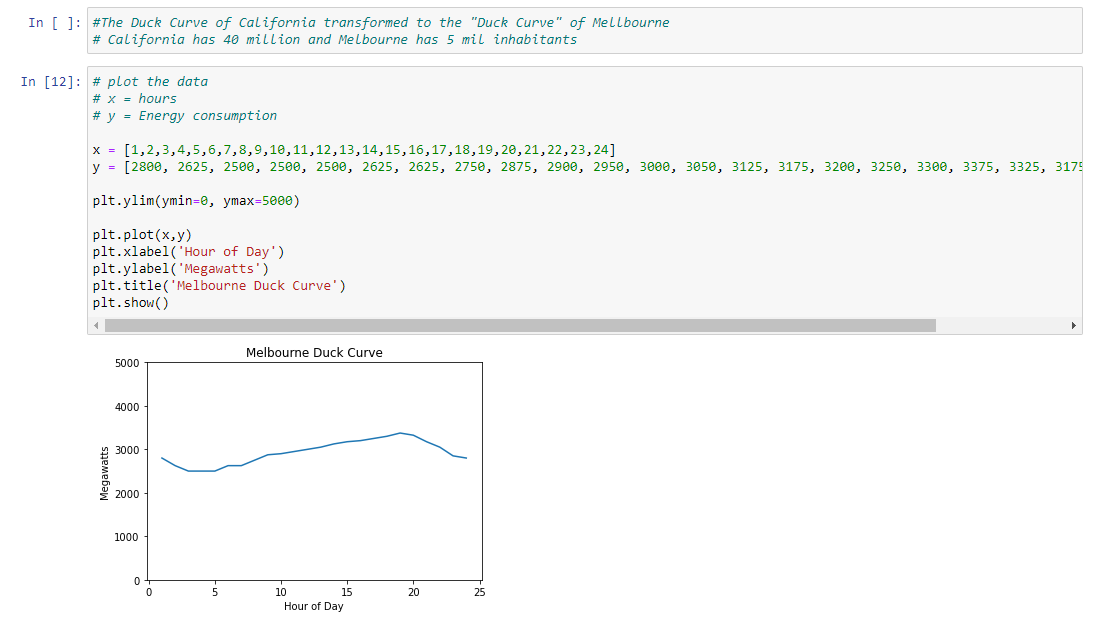 In [ ]: #The Duck Curve of California transformed to the "Duck Curve" of Mellbourne
# California has 40 million and Melbourne has 5 mil inhabitants
In [12]: # plot the data
# x = hours
# y = Energy consumption
x = [1,2,3,4,5,6,7,8,9,10,11,12,13,14,15,16,17,18,19,20,21,22,23,24]
y = [2800, 2625, 2500, 2500, 2500, 2625, 2625, 2750, 2875, 2900, 2950, 3000, 3050, 3125, 3175, 3200, 3250, 3300, 3375, 3325, 3175
plt.ylim(ymin=0, ymax=5000)
plt.plot(x,y)
plt.xlabel('Hour of Day')
plt.ylabel('Megawatts')
plt.title('Melbourne Duck Curve')
plt.show()
Melbourne Duck Curve
5000
4000
3000
2000
1000
0
Megawatts
0 5 10 15 20 25
Hour of Day